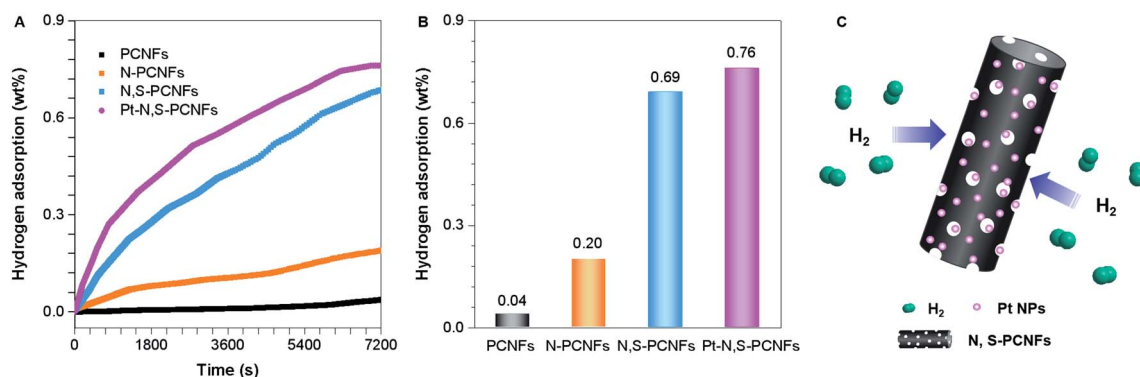 A
Hydrogen adsorption (wt%)
0.9
0.6
0.3
0.0
PCNFs
N-PCNFs
N,S-PCNFs
Pt-N,S-PCNFs
0 1800 3600 5400 7200
Time (s)
B
Hydrogen adsorption (wt%)
0.9
0.6
0.3
0.0
0.04
0.20
0.69
0.76
PCNFs N-PCNFs N,S-PCNFs Pt-N,S-PCNFs
C
H2
H2
H2 Pt NPs
N, S-PCNFs